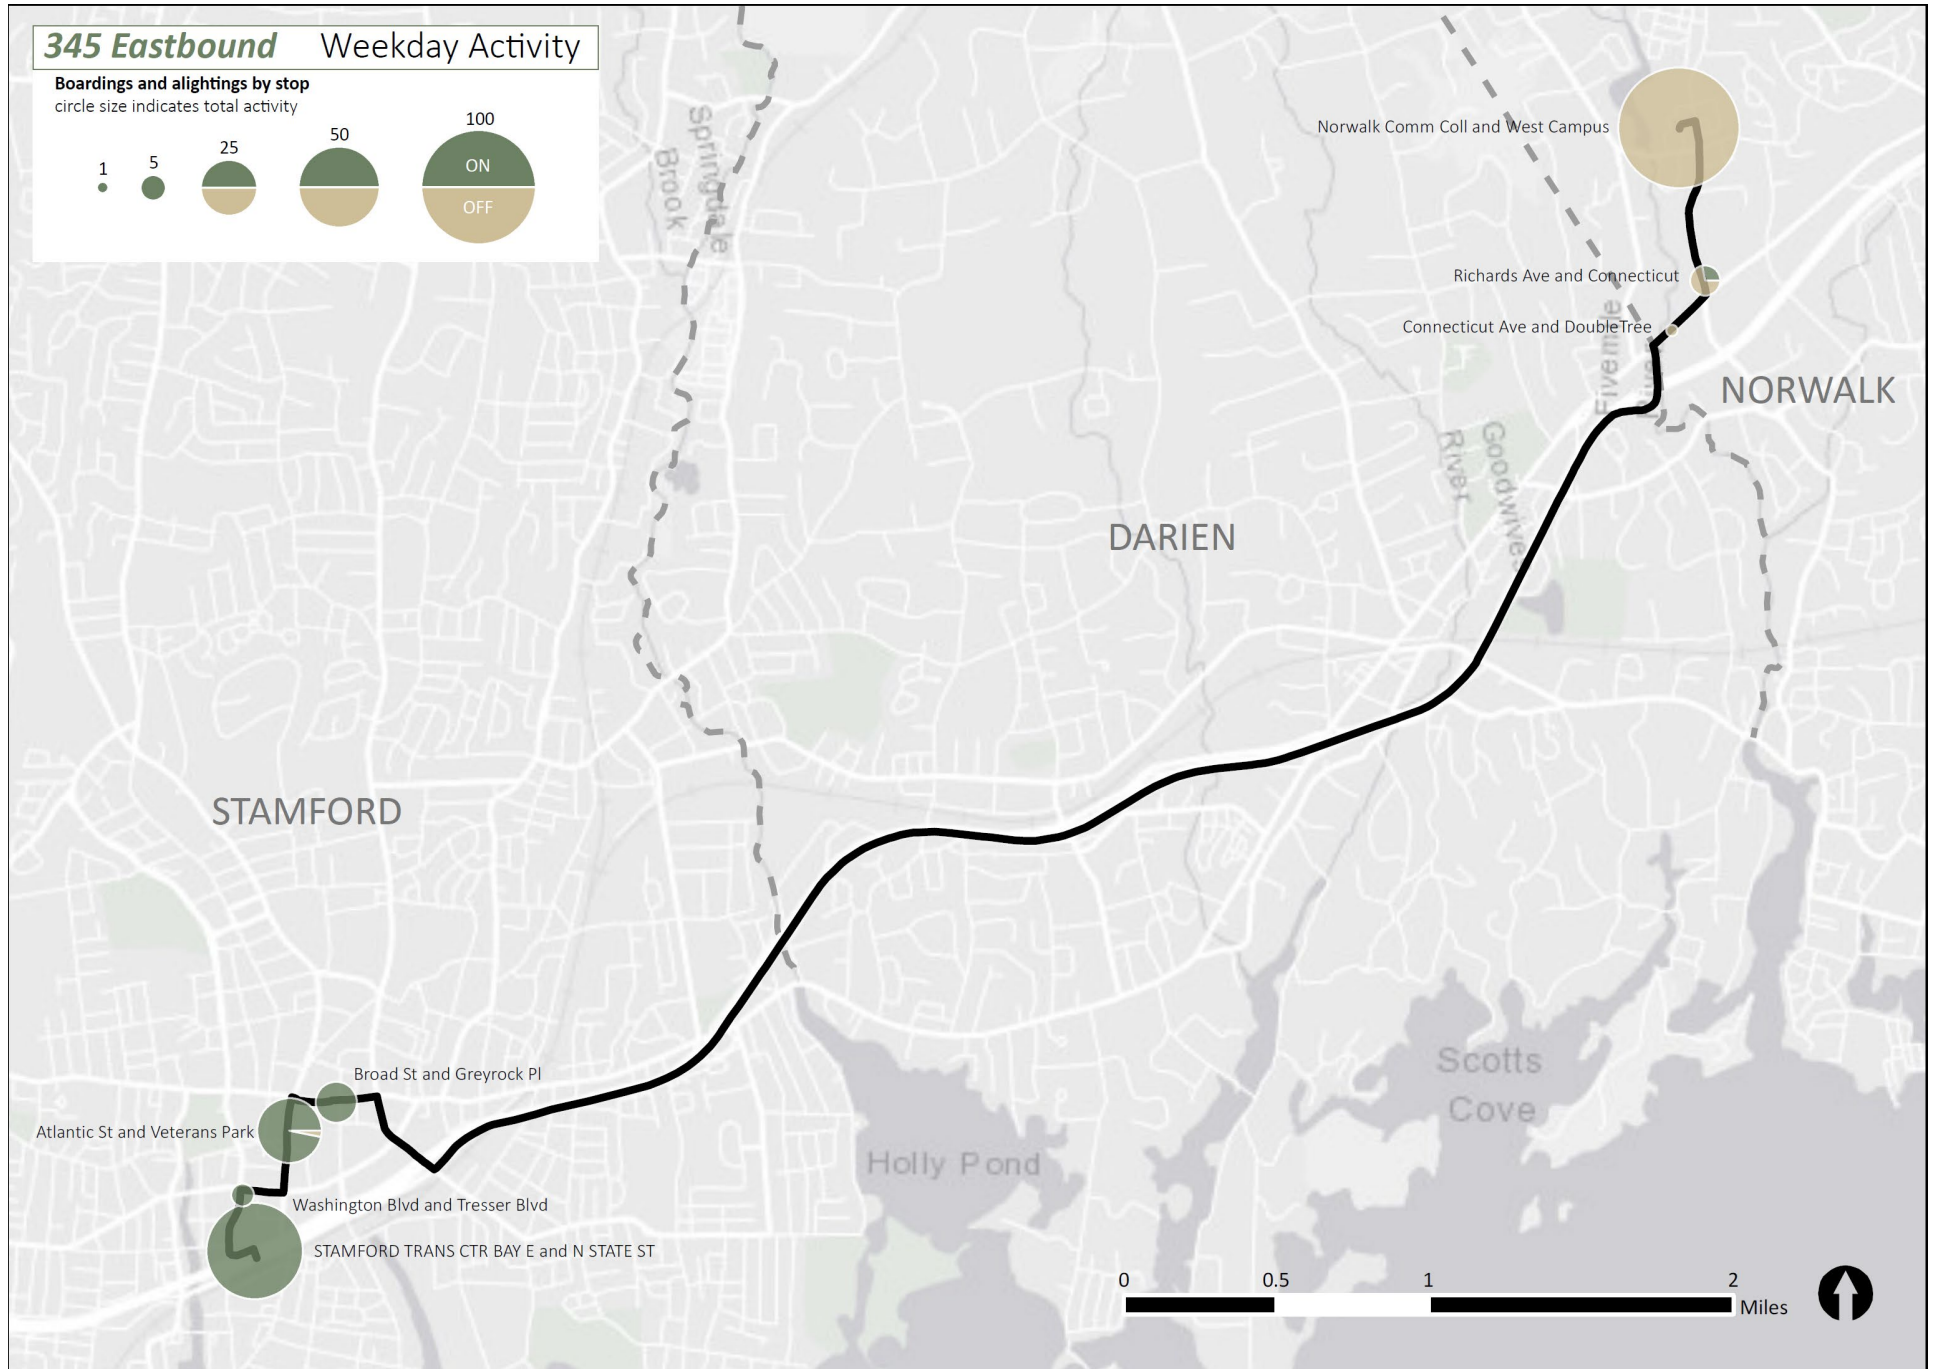 345 Eastbound Weekday Activity
Boardings and alightings by stop
circle size indicates total activity
1
5
25
50
100
ON
OFF
Springdale
Brook
Norwalk Comm Coll and West Campus
Richards Ave and Connecticut
Connecticut Ave and DoubleTree
Fivemile
River
NORWALK
Goodwives
River
DARIEN
STAMFORD
Broad St and Greyrock Pl
Atlantic St and Veterans Park
Washington Blvd and Tresser Blvd
STAMFORD TRANS CTR BAY E and N STATE ST
Holly Pond
Scotts
Cove
0 0.5 1 2
Miles